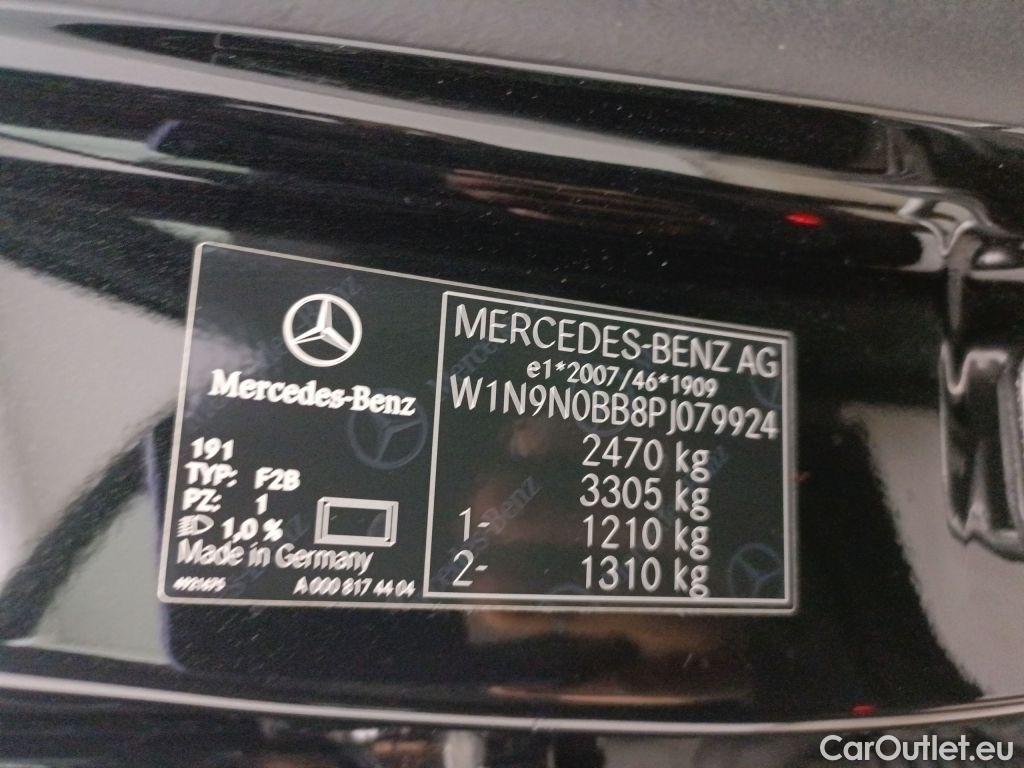 Mercedes-Benz
191
TYP: F2B
PZ: 1
1,0 %
Made in Germany
4921675
A 000 817 44 04
MERCEDES-BENZ AG
e1*2007/46*1909
W1N9N0BB8PJ079924
2470 kg
3305 kg
1- 1210 kg
2- 1310 kg
CarOutlet.eu